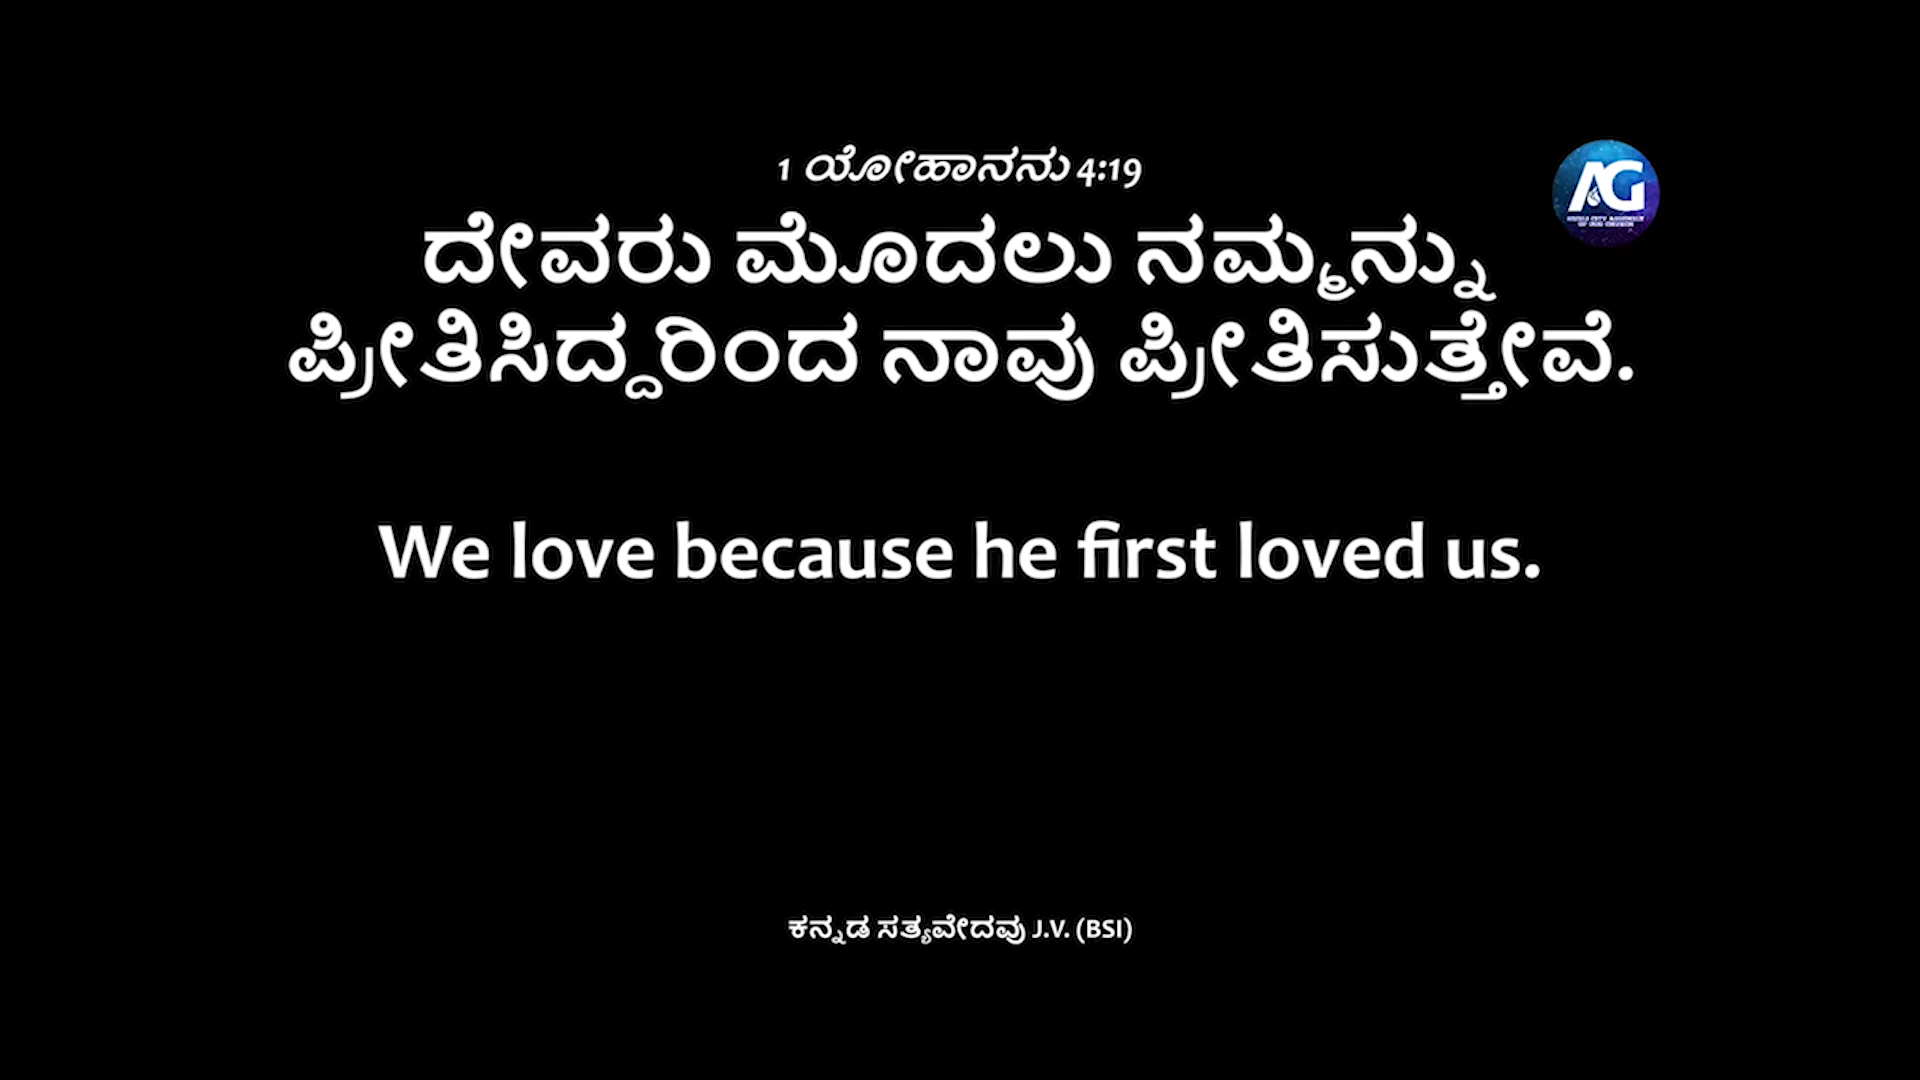 1 ಯೋಹಾನನು 4:19
ದೇವರು ಮೊದಲು ನಮ್ಮನ್ನು
ಪ್ರೀತಿಸಿದ್ದರಿಂದ ನಾವು ಪ್ರೀತಿಸುತ್ತೇವೆ.
We love because he first loved us.
ಕನ್ನಡ ಸತ್ಯವೇದವು J.V. (BSI)
AG